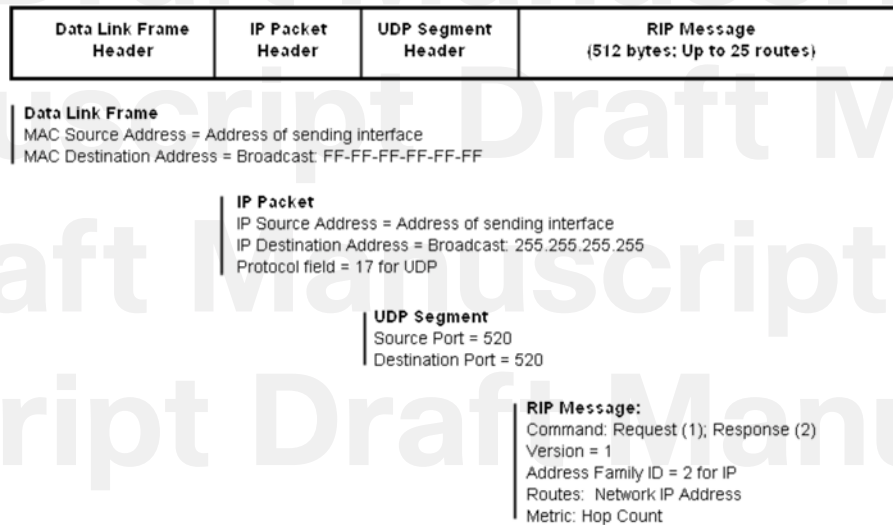 Data Link Frame Header
IP Packet Header
UDP Segment Header
RIP Message
(512 bytes; Up to 25 routes)
Data Link Frame
MAC Source Address = Address of sending interface
MAC Destination Address = Broadcast: FF-FF-FF-FF-FF-FF
IP Packet
IP Source Address = Address of sending interface
IP Destination Address = Broadcast: 255.255.255.255
Protocol field = 17 for UDP
UDP Segment
Source Port = 520
Destination Port = 520
RIP Message:
Command: Request (1); Response (2)
Version = 1
Address Family ID = 2 for IP
Routes: Network IP Address
Metric: Hop Count